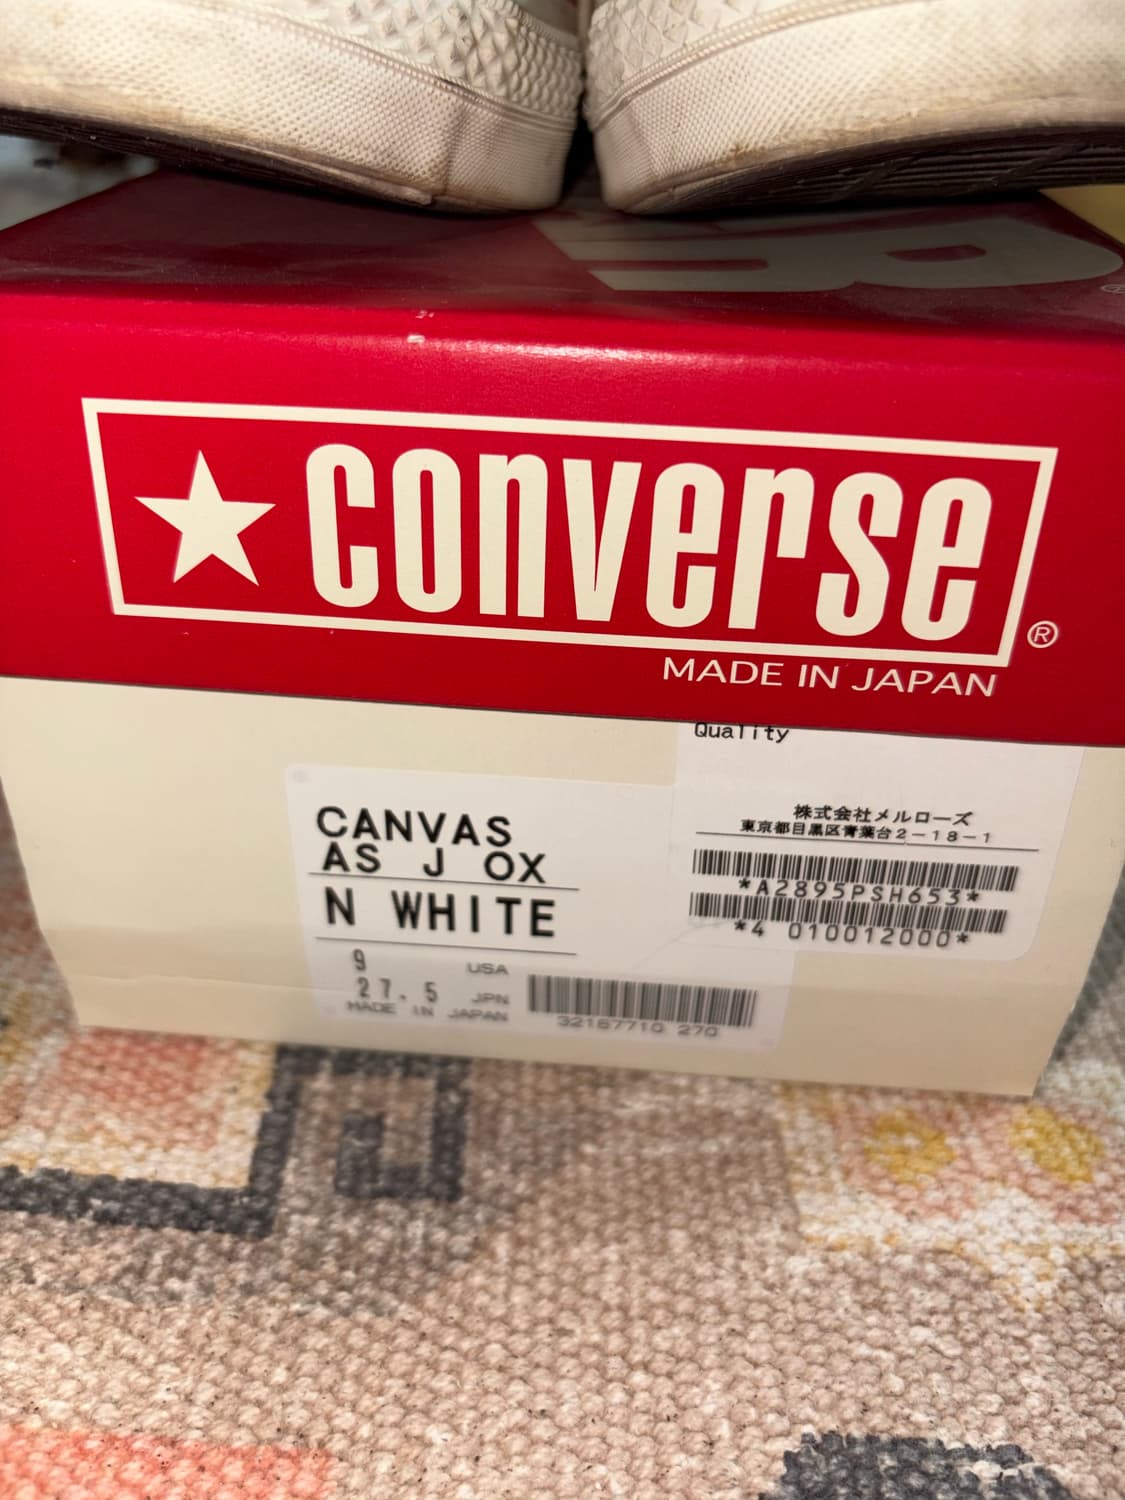 CONVERSE®
MADE IN JAPAN
Quality
株式会社メルローズ
東京都目黒区青葉台2-18-1
*A2895PSH653*
*4 010012000*
CANVAS
AS J OX
N WHITE
9 USA
27.5 JPN
MADE IN JAPAN
32167710 270